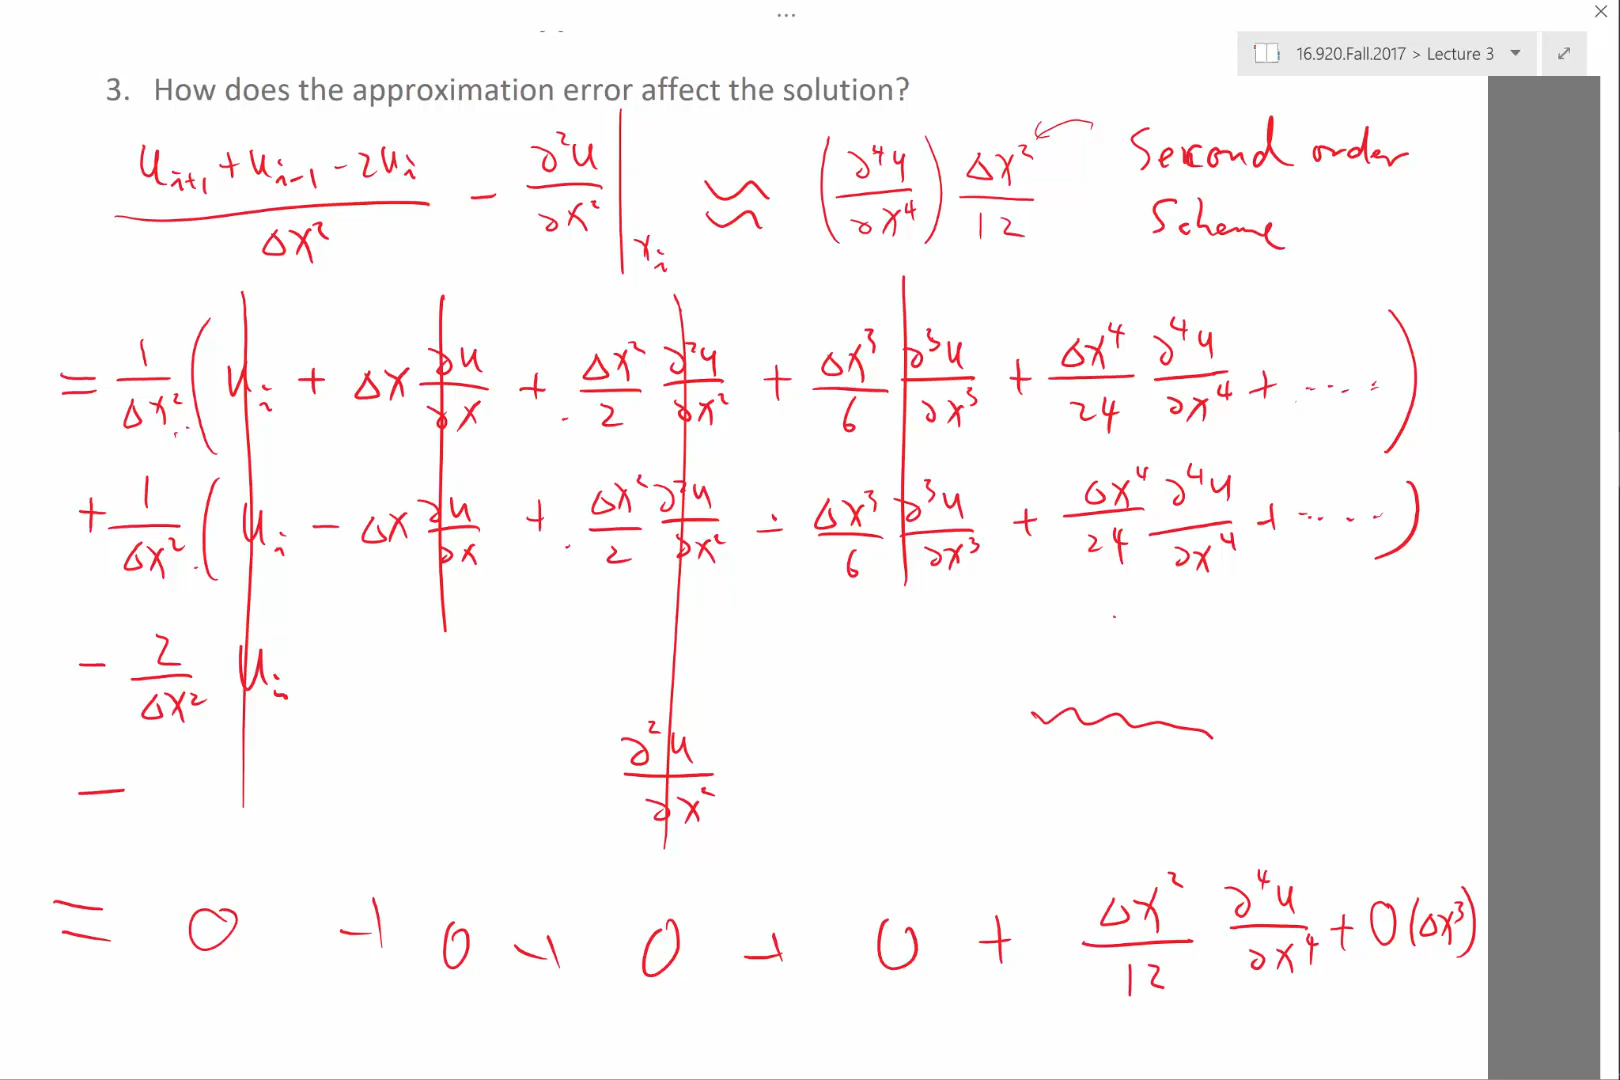 16.920.Fall.2017 > Lecture 3
3. How does the approximation error affect the solution?
(u_{i+1} + u_{i-1} - 2u_i)/Δx² - ∂²u/∂x² |_{x_i} ≈ (∂⁴u/∂x⁴) Δx²/12 Second order Scheme
= 1/Δx² ( u_i + Δx ∂u/∂x + Δx²/2 ∂²u/∂x² + Δx³/6 ∂³u/∂x³ + Δx⁴/24 ∂⁴u/∂x⁴ + ····· )
+ 1/Δx² ( u_i - Δx ∂u/∂x + Δx²/2 ∂²u/∂x² - Δx³/6 ∂³u/∂x³ + Δx⁴/24 ∂⁴u/∂x⁴ + ····· )
- 2/Δx² u_i
- ∂²u/∂x²
= 0 + 0 + 0 + 0 + Δx²/12 ∂⁴u/∂x⁴ + O(Δx³)